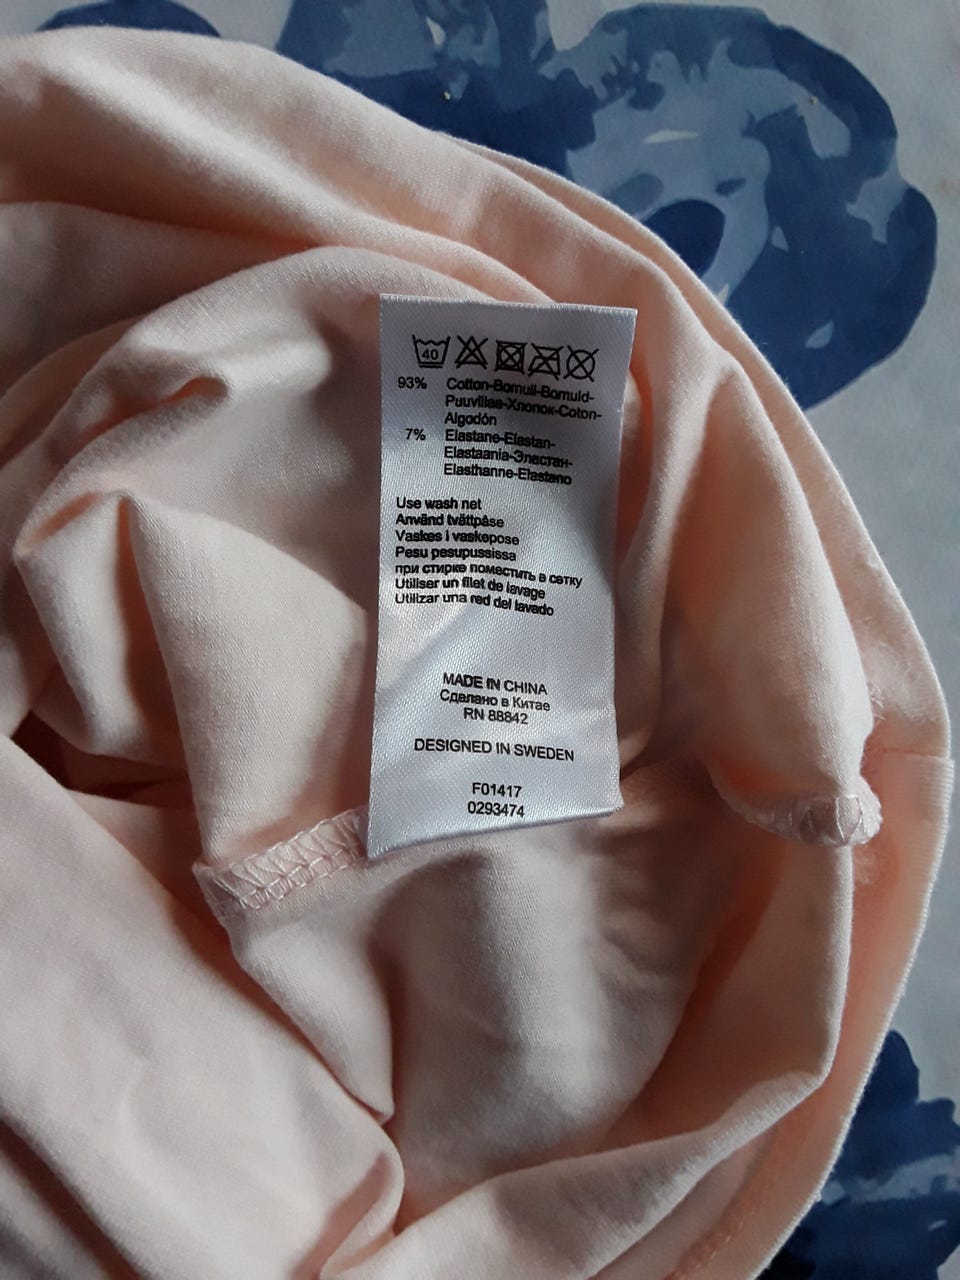 40
93% Cotton-Bomull-Bomuld-
Puuvillaa-Хлопок-Coton-
Algodón
7% Elastane-Elastan-
Elastaania-Эластан-
Elasthanne-Elastano
Use wash net
Använd tvättpåse
Vaskes i vaskepose
Pesu pesupussissa
при стирке поместить в сетку
Utiliser un filet de lavage
Utilizar una red del lavado
MADE IN CHINA
Сделано в Китае
RN 88842
DESIGNED IN SWEDEN
F01417
0293474